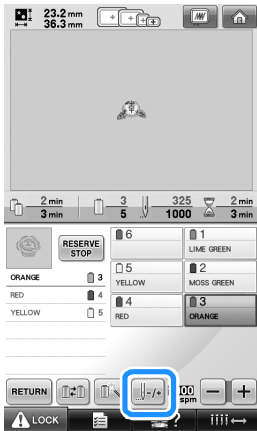 23.2 mm
36.3 mm
2 min
3 min
3
5
325
1000
2 min
3 min
RESERVE STOP
ORANGE 3
RED 4
YELLOW 5
6
1
LIME GREEN
5
YELLOW
2
MOSS GREEN
4
RED
3
ORANGE
RETURN
-/+
spm
- +
LOCK
?